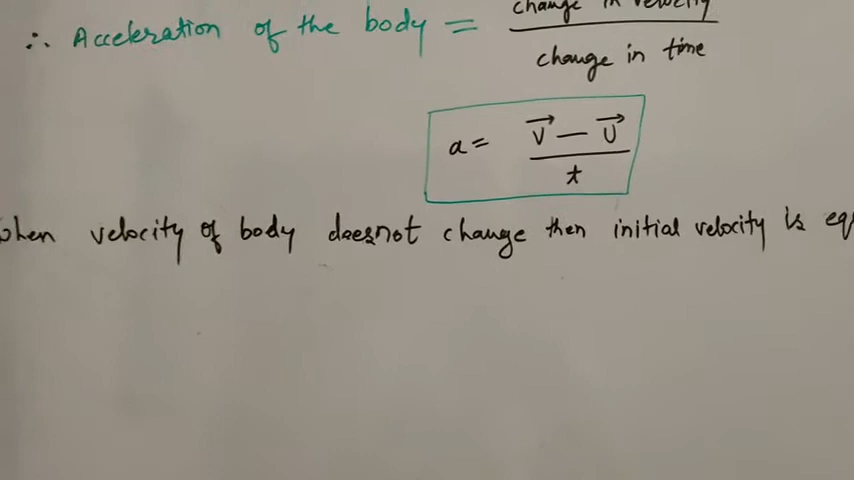 ∴ Acceleration of the body = change in velocity
change in time
a = v⃗ — u⃗
t
when velocity of body doesnot change then initial velocity is